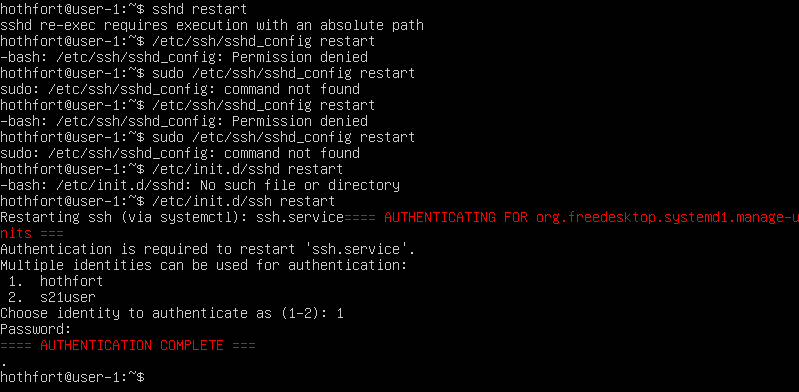 hothfort@user-1:~$ sshd restart
sshd re-exec requires execution with an absolute path
hothfort@user-1:~$ /etc/ssh/sshd_config restart
-bash: /etc/ssh/sshd_config: Permission denied
hothfort@user-1:~$ sudo /etc/ssh/sshd_config restart
sudo: /etc/ssh/sshd_config: command not found
hothfort@user-1:~$ /etc/ssh/sshd_config restart
-bash: /etc/ssh/sshd_config: Permission denied
hothfort@user-1:~$ sudo /etc/ssh/sshd_config restart
sudo: /etc/ssh/sshd_config: command not found
hothfort@user-1:~$ /etc/init.d/sshd restart
-bash: /etc/init.d/sshd: No such file or directory
hothfort@user-1:~$ /etc/init.d/ssh restart
Restarting ssh (via systemctl): ssh.service==== AUTHENTICATING FOR org.freedesktop.systemd1.manage-u
nits ===
Authentication is required to restart 'ssh.service'.
Multiple identities can be used for authentication:
 1.  hothfort
 2.  s21user
Choose identity to authenticate as (1-2): 1
Password:
==== AUTHENTICATION COMPLETE ===
.
hothfort@user-1:~$